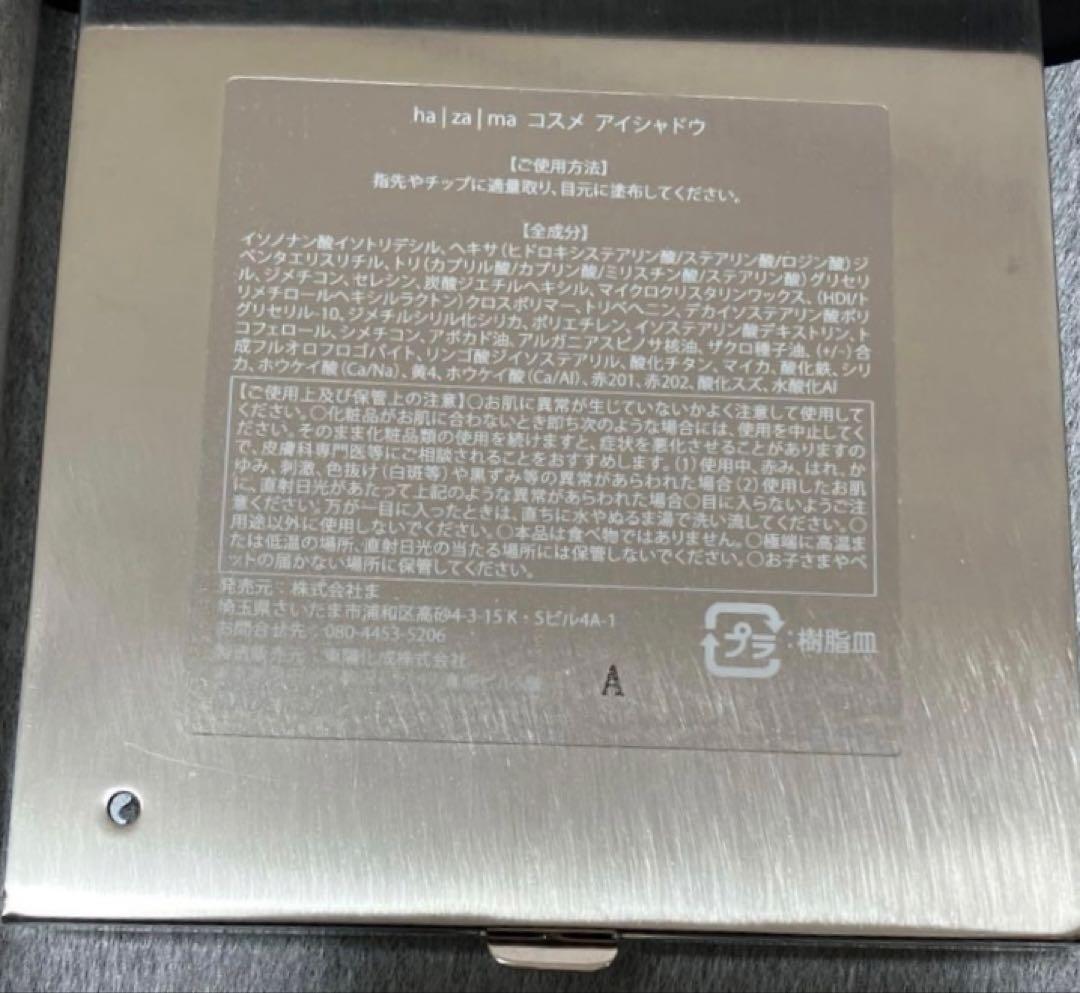 ha|za|ma コスメ アイシャドウ
【ご使用方法】
指先やチップに適量取り、目元に塗布してください。
【全成分】
イソノナン酸イソトリデシル、ヘキサ(ヒドロキシステアリン酸/ステアリン酸/ロジン酸)ジ
ペンタエリスリチル、トリ(カプリル酸/カプリン酸/ミリスチン酸/ステアリン酸)グリセリ
ル、ジメチコン、セレシン、炭酸ジエチルヘキシル、マイクロクリスタリンワックス、(HDI/ト
リメチロールヘキシルラクトン)クロスポリマー、トリベヘニン、デカイソステアリン酸ポリ
グリセリル-10、ジメチルシリル化シリカ、ポリエチレン、イソステアリン酸デキストリン、ト
コフェロール、シメチコン、アボカド油、アルガニアスピノサ核油、ザクロ種子油、(+/-)合
成フルオロフロゴパイト、リンゴ酸ジイソステアリル、酸化チタン、マイカ、酸化鉄、シリ
カ、ホウケイ酸(Ca/Na)、黄4、ホウケイ酸(Ca/Al)、赤201、赤202、酸化スズ、水酸化Al
【ご使用上及び保管上の注意】○お肌に異常が生じていないかよく注意して使用して
ください。○化粧品がお肌に合わないとき即ち次のような場合には、使用を中止してく
ださい。そのまま化粧品類の使用を続けますと、症状を悪化させることがありますの
で、皮膚科専門医等にご相談されることをおすすめします。(1)使用中、赤み、はれ、か
ゆみ、刺激、色抜け(白斑等)や黒ずみ等の異常があらわれた場合(2)使用したお肌
に、直射日光があたって上記のような異常があらわれた場合○目に入らないようご注
意ください。万が一目に入ったときは、直ちに水やぬるま湯で洗い流してください。○
用途以外に使用しないでください。○本品は食べ物ではありません。○極端に高温ま
たは低温の場所、直射日光の当たる場所には保管しないでください。○お子さまやペ
ットの届かない場所に保管してください。
発売元：株式会社ま
埼玉県さいたま市浦和区高砂4-3-15 K・Sビル4A-1
お問合せ先：080-4453-5206
製造販売元：東陽化成株式会社
プラ:樹脂皿
A